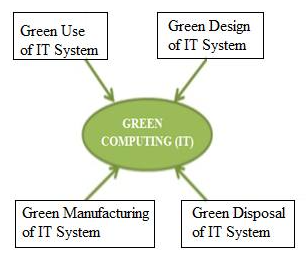 Green Use
of IT System
Green Design
of IT System
GREEN
COMPUTING (IT)
Green Manufacturing
of IT System
Green Disposal
of IT System